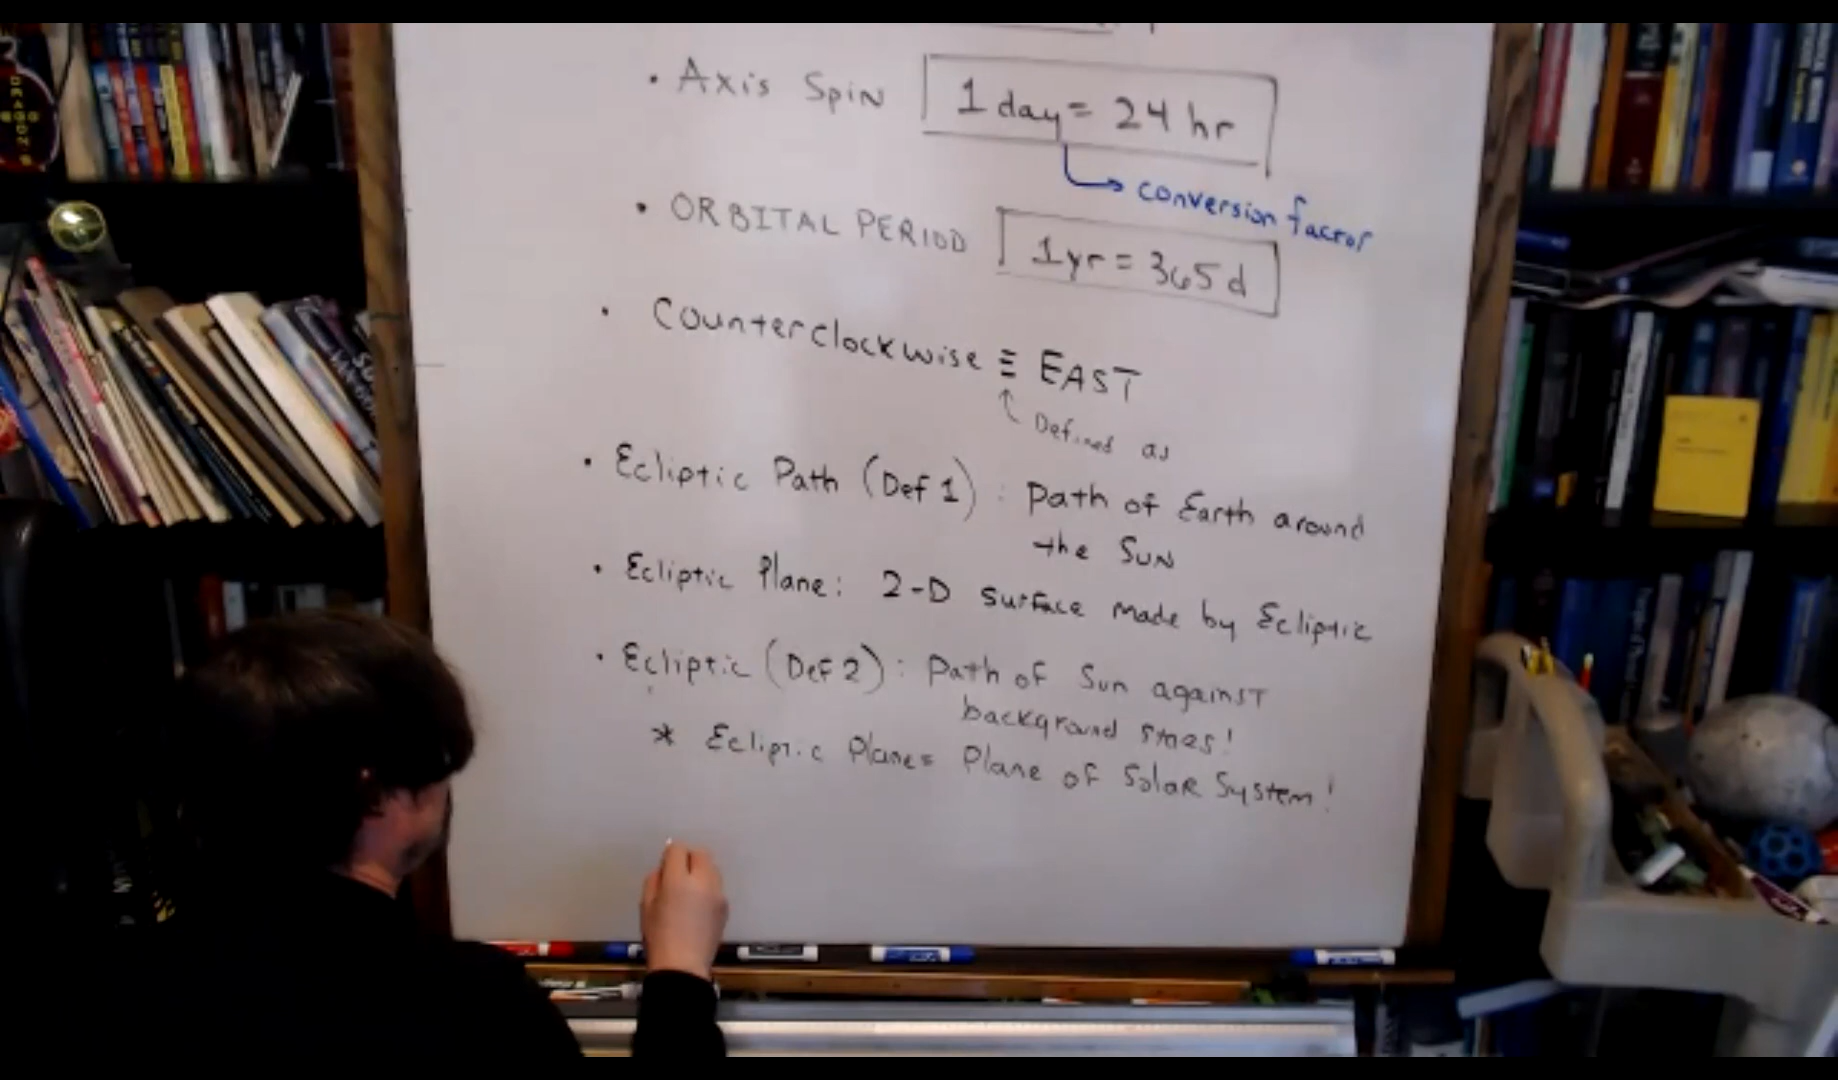 • Axis Spin 1 day = 24 hr
→ conversion factor
• ORBITAL PERIOD 1 yr = 365 d
• Counterclockwise ≡ EAST
↑ Defined as
• Ecliptic Path (Def 1) : Path of Earth around
the Sun
• Ecliptic Plane: 2-D surface made by Ecliptic
• Ecliptic (Def 2) : Path of Sun against
background stars!
* Ecliptic Plane = Plane of Solar System!